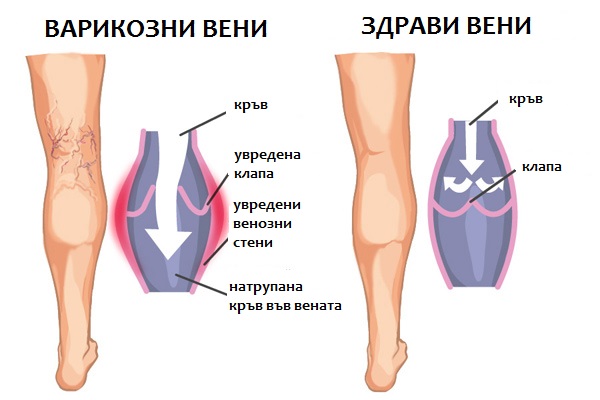 ВАРИКОЗНИ ВЕНИ
ЗДРАВИ ВЕНИ
кръв
увредена
клапа
увредени
венозни
стени
натрупана
кръв във вената
кръв
клапа